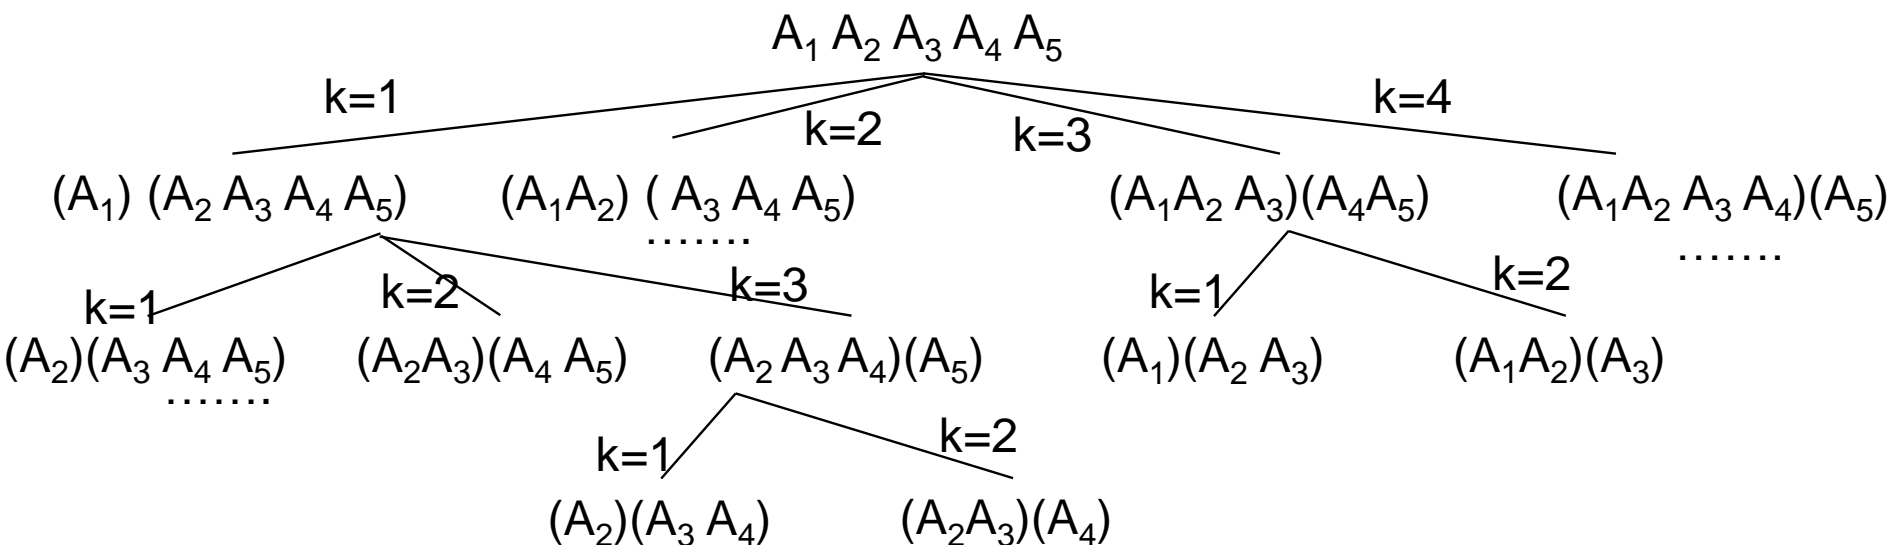 A₁ A₂ A₃ A₄ A₅
k=1
k=4
k=2
k=3
(A₁) (A₂ A₃ A₄ A₅)
(A₁A₂) ( A₃ A₄ A₅)
(A₁A₂ A₃)(A₄A₅)
(A₁A₂ A₃ A₄)(A₅)
.......
.......
k=1
k=2
k=3
k=1
k=2
(A₂)(A₃ A₄ A₅)
(A₂A₃)(A₄ A₅)
(A₂ A₃ A₄)(A₅)
(A₁)(A₂ A₃)
(A₁A₂)(A₃)
.......
k=1
k=2
(A₂)(A₃ A₄)
(A₂A₃)(A₄)